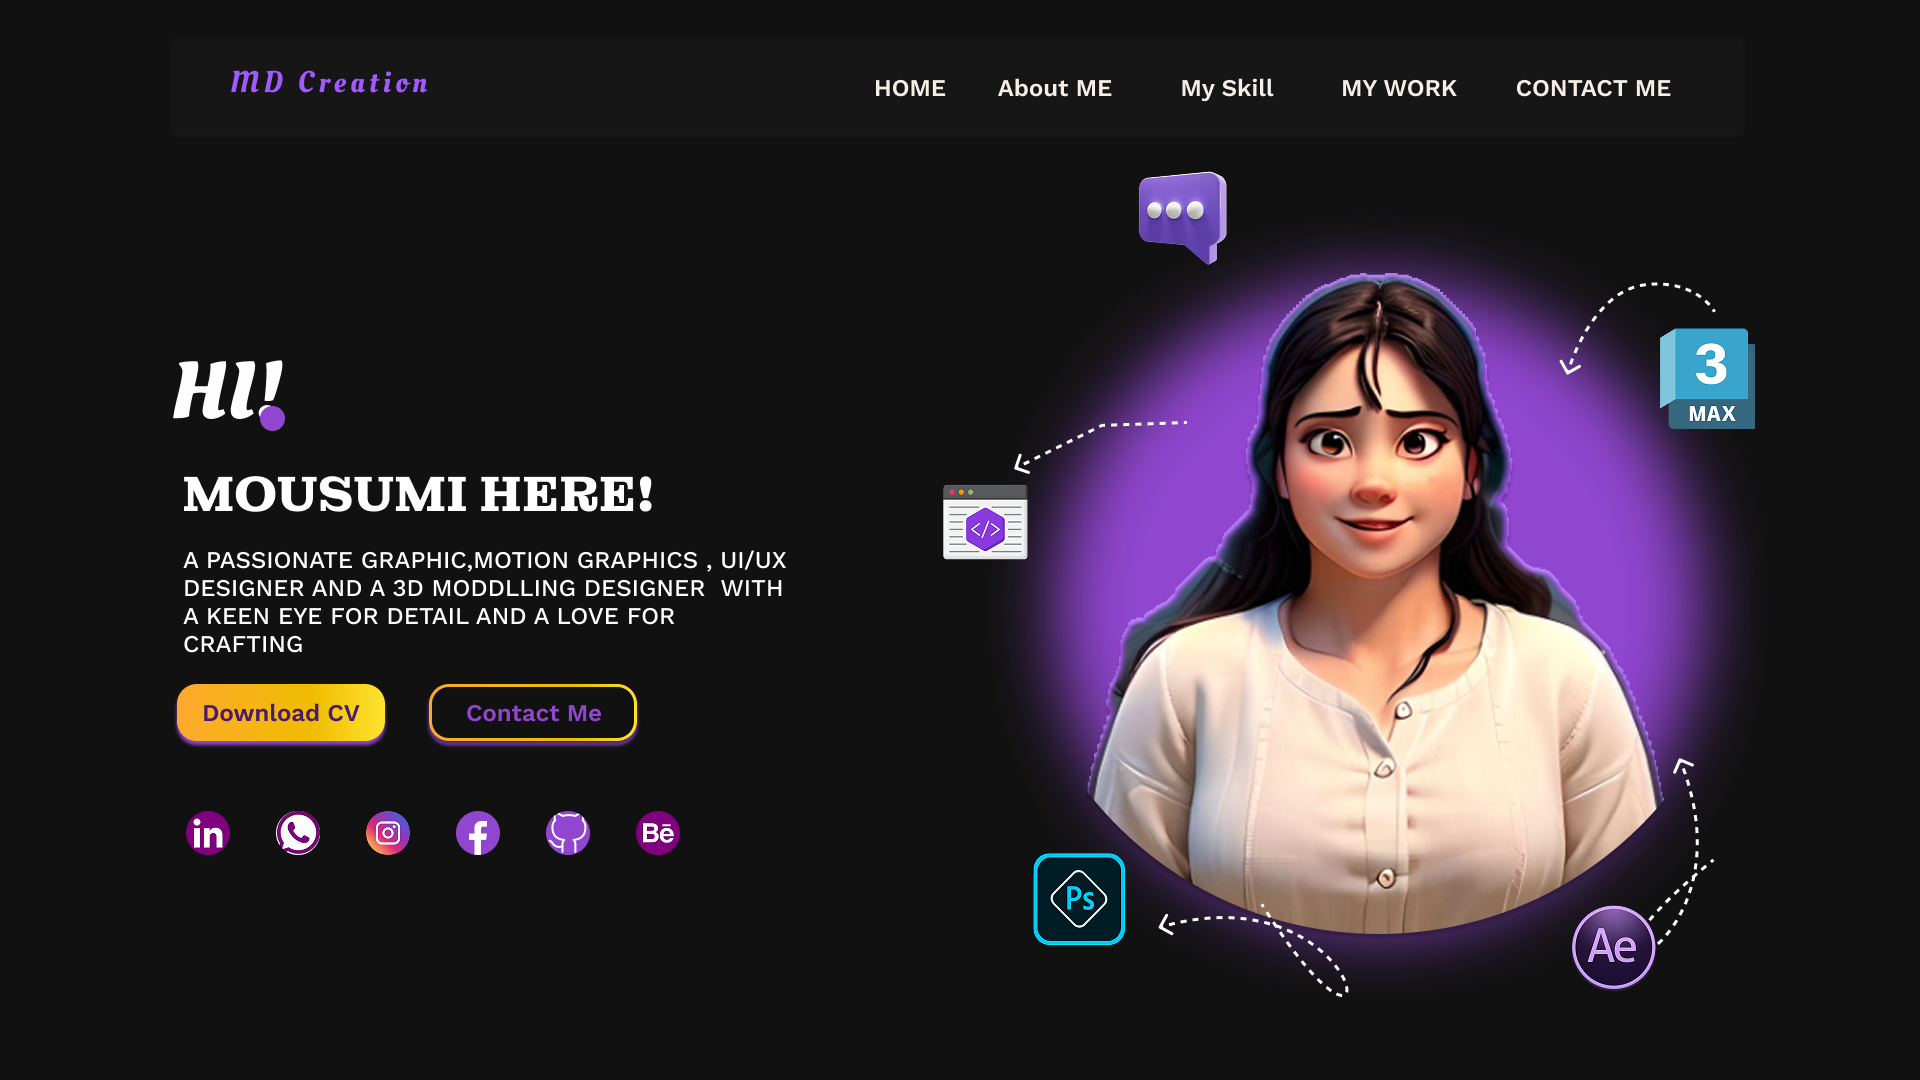 MD Creation
HOME About ME My Skill MY WORK CONTACT ME
3
MAX
HI!
MOUSUMI HERE!
A PASSIONATE GRAPHIC,MOTION GRAPHICS , UI/UX
DESIGNER AND A 3D MODDLLING DESIGNER  WITH
A KEEN EYE FOR DETAIL AND A LOVE FOR
CRAFTING
</>
Download CV Contact Me
in f Bē
Ps
Ae